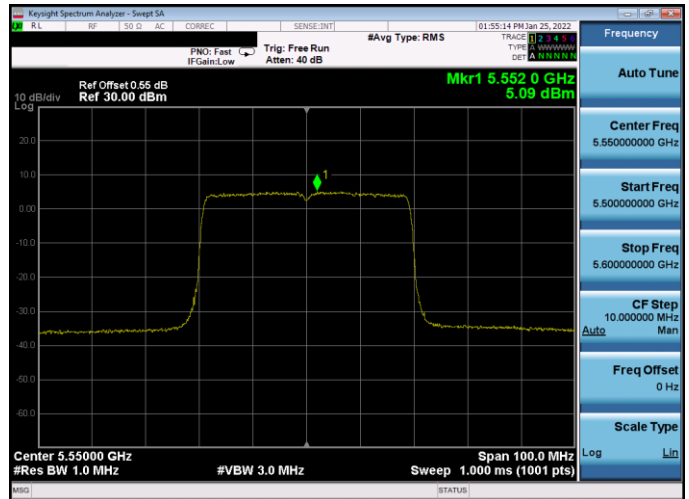 Keysight Spectrum Analyzer - Swept SA
RL RF 50 Ω AC CORREC SENSE:INT 01:55:14 PM Jan 25, 2022
#Avg Type: RMS
TRACE 1 2 3 4 5 6
PNO: Fast Trig: Free Run
TYPE A WWWWW
IFGain:Low Atten: 40 dB
DET A N N N N N
Mkr1 5.552 0 GHz
5.09 dBm
Ref Offset 0.55 dB
10 dB/div Ref 30.00 dBm
Log
20.0
10.0
1
0.00
-10.0
-20.0
-30.0
-40.0
-50.0
-60.0
Center 5.55000 GHz Span 100.0 MHz
#Res BW 1.0 MHz #VBW 3.0 MHz Sweep 1.000 ms (1001 pts)
MSG STATUS
Frequency
Auto Tune
Center Freq
5.550000000 GHz
Start Freq
5.500000000 GHz
Stop Freq
5.600000000 GHz
CF Step
10.000000 MHz
Auto Man
Freq Offset
0 Hz
Scale Type
Log Lin